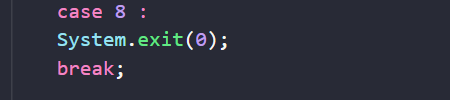 case 8 :
System.exit(0);
break;